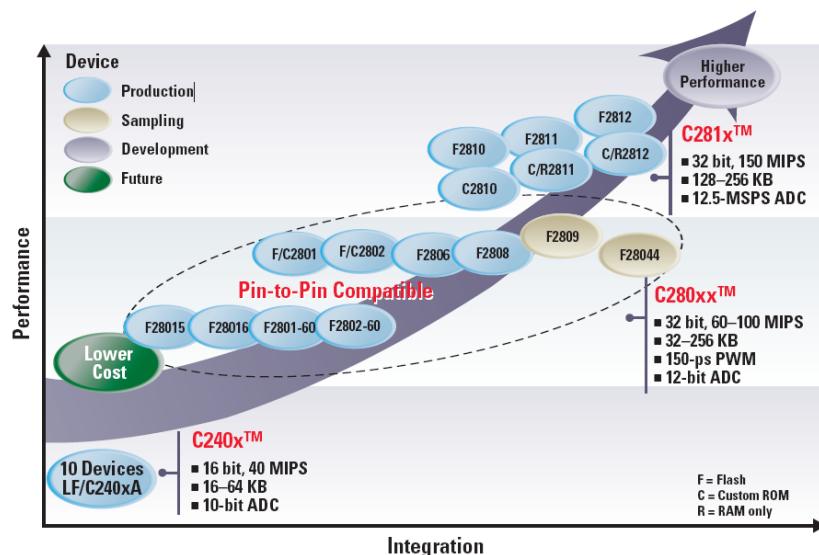 Device
Production
Sampling
Development
Future
Higher
Performance
F2812
F2811
F2810
C/R2812
C/R2811
C2810
C281x™
■ 32 bit, 150 MIPS
■ 128–256 KB
■ 12.5-MSPS ADC
F2809
F/C2801
F/C2802
F2806
F2808
F28044
Pin-to-Pin Compatible
C280xx™
■ 32 bit, 60–100 MIPS
■ 32–256 KB
■ 150-ps PWM
■ 12-bit ADC
F28015
F28016
F2801-60
F2802-60
Lower
Cost
C240x™
■ 16 bit, 40 MIPS
■ 16–64 KB
■ 10-bit ADC
10 Devices
LF/C240xA
F = Flash
C = Custom ROM
R = RAM only
Performance
Integration